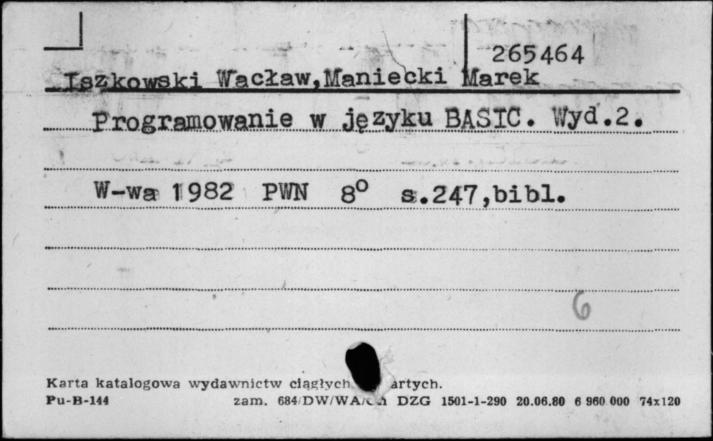 265464
Iszkowski Wacław,Maniecki Marek
Programowanie w języku BASIC. Wyd.2.
W-wa 1982 PWN 8° s.247,bibl.
6
Karta katalogowa wydawnictw ciągłych artych.
Pu-B-144 zam. 684/DW/WA/ DZG 1501-1-290 20.06.80 6 960 000 74x120